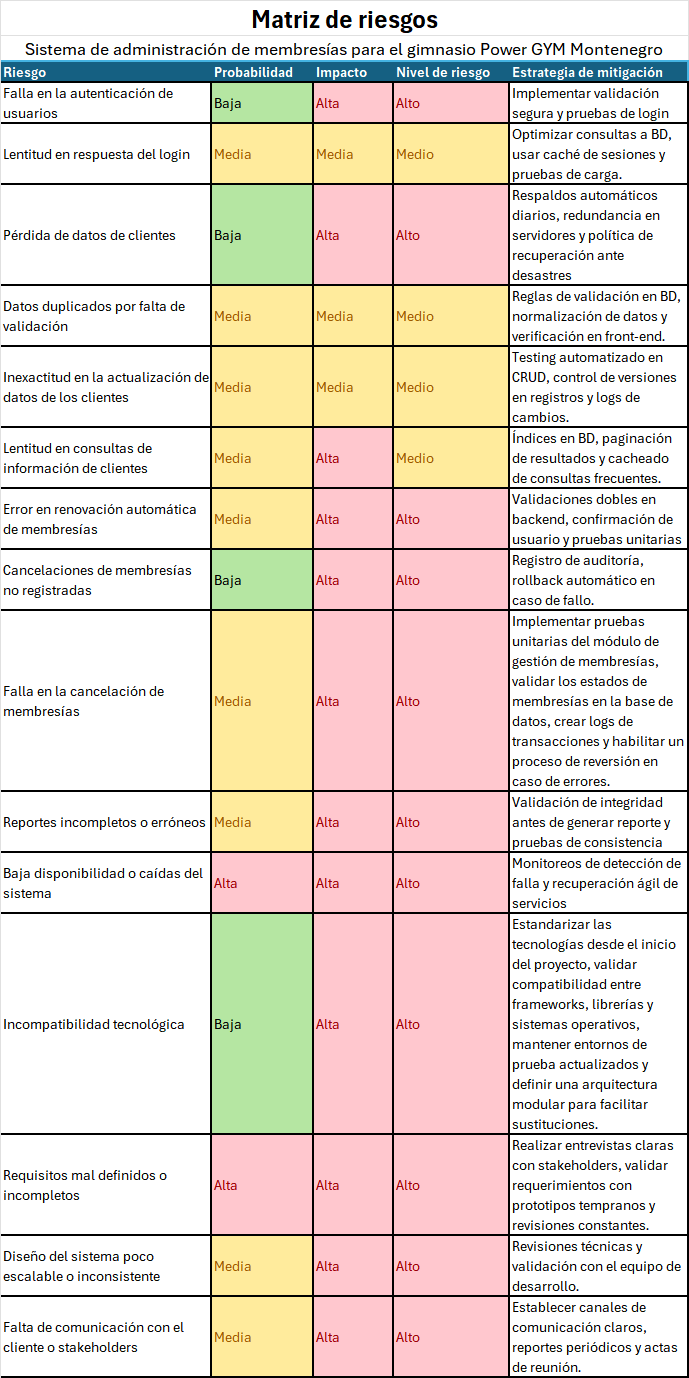 Matriz de riesgos
Sistema de administración de membresías para el gimnasio Power GYM Montenegro
Riesgo Probabilidad Impacto Nivel de riesgo Estrategia de mitigación
Falla en la autenticación de
usuarios
Baja
Alta
Alto
Implementar validación
segura y pruebas de login
Lentitud en respuesta del login
Media
Media
Medio
Optimizar consultas a BD,
usar caché de sesiones y
pruebas de carga.
Pérdida de datos de clientes
Baja
Alta
Alto
Respaldos automáticos
diarios, redundancia en
servidores y política de
recuperación ante
desastres
Datos duplicados por falta de
validación
Media
Media
Medio
Reglas de validación en BD,
normalización de datos y
verificación en front-end.
Inexactitud en la actualización de
datos de los clientes
Media
Media
Medio
Testing automatizado en
CRUD, control de versiones
en registros y logs de
cambios.
Lentitud en consultas de
información de clientes
Media
Alta
Medio
Índices en BD, paginación
de resultados y cacheado
de consultas frecuentes.
Error en renovación automática
de membresías
Media
Alta
Alto
Validaciones dobles en
backend, confirmación de
usuario y pruebas unitarias
Cancelaciones de membresías
no registradas
Baja
Alta
Alto
Registro de auditoría,
rollback automático en
caso de fallo.
Falla en la cancelación de
membresías
Media
Alta
Alto
Implementar pruebas
unitarias del módulo de
gestión de membresías,
validar los estados de
membresías en la base de
datos, crear logs de
transacciones y habilitar un
proceso de reversión en
caso de errores.
Reportes incompletos o erróneos
Media
Alta
Alto
Validación de integridad
antes de generar reporte y
pruebas de consistencia
Baja disponibilidad o caídas del
sistema
Alta
Alta
Alto
Monitoreos de detección de
falla y recuperación ágil de
servicios
Incompatibilidad tecnológica
Baja
Alta
Alto
Estandarizar las
tecnologías desde el inicio
del proyecto, validar
compatibilidad entre
frameworks, librerías y
sistemas operativos,
mantener entornos de
prueba actualizados y
definir una arquitectura
modular para facilitar
sustituciones.
Requisitos mal definidos o
incompletos
Alta
Alta
Alto
Realizar entrevistas claras
con stakeholders, validar
requerimientos con
prototipos tempranos y
revisiones constantes.
Diseño del sistema poco
escalable o inconsistente
Media
Alta
Alto
Revisiones técnicas y
validación con el equipo de
desarrollo.
Falta de comunicación con el
cliente o stakeholders
Media
Alta
Alto
Establecer canales de
comunicación claros,
reportes periódicos y actas
de reunión.